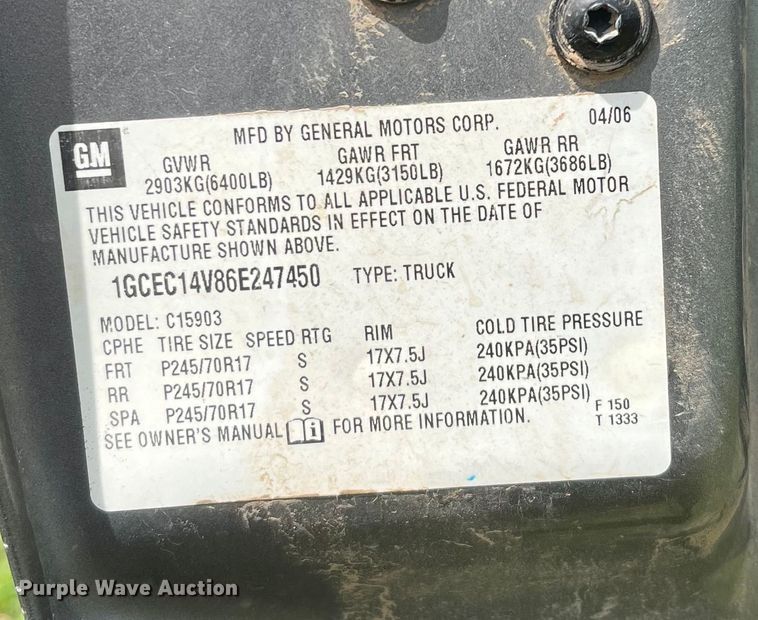 GM
MFD BY GENERAL MOTORS CORP. 04/06
GVWR GAWR FRT GAWR RR
2903KG(6400LB) 1429KG(3150LB) 1672KG(3686LB)
THIS VEHICLE CONFORMS TO ALL APPLICABLE U.S. FEDERAL MOTOR
VEHICLE SAFETY STANDARDS IN EFFECT ON THE DATE OF
MANUFACTURE SHOWN ABOVE.
1GCEC14V86E247450 TYPE: TRUCK
MODEL: C15903
CPHE TIRE SIZE SPEED RTG RIM COLD TIRE PRESSURE
FRT P245/70R17 S 17X7.5J 240KPA(35PSI)
RR P245/70R17 S 17X7.5J 240KPA(35PSI)
SPA P245/70R17 S 17X7.5J 240KPA(35PSI)
SEE OWNER'S MANUAL i FOR MORE INFORMATION.
F 150
T 1333
Purple Wave Auction